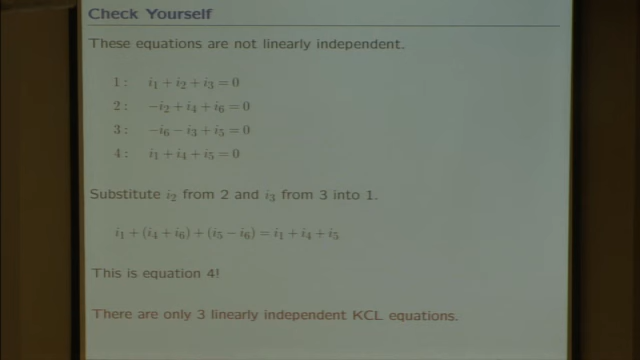 Check Yourself
These equations are not linearly independent.
1 : i₁ + i₂ + i₃ = 0
2 : −i₂ + i₄ + i₆ = 0
3 : −i₆ − i₃ + i₅ = 0
4 : i₁ + i₄ + i₅ = 0
Substitute i₂ from 2 and i₃ from 3 into 1.
i₁ + (i₄ + i₆) + (i₅ − i₆) = i₁ + i₄ + i₅
This is equation 4!
There are only 3 linearly independent KCL equations.